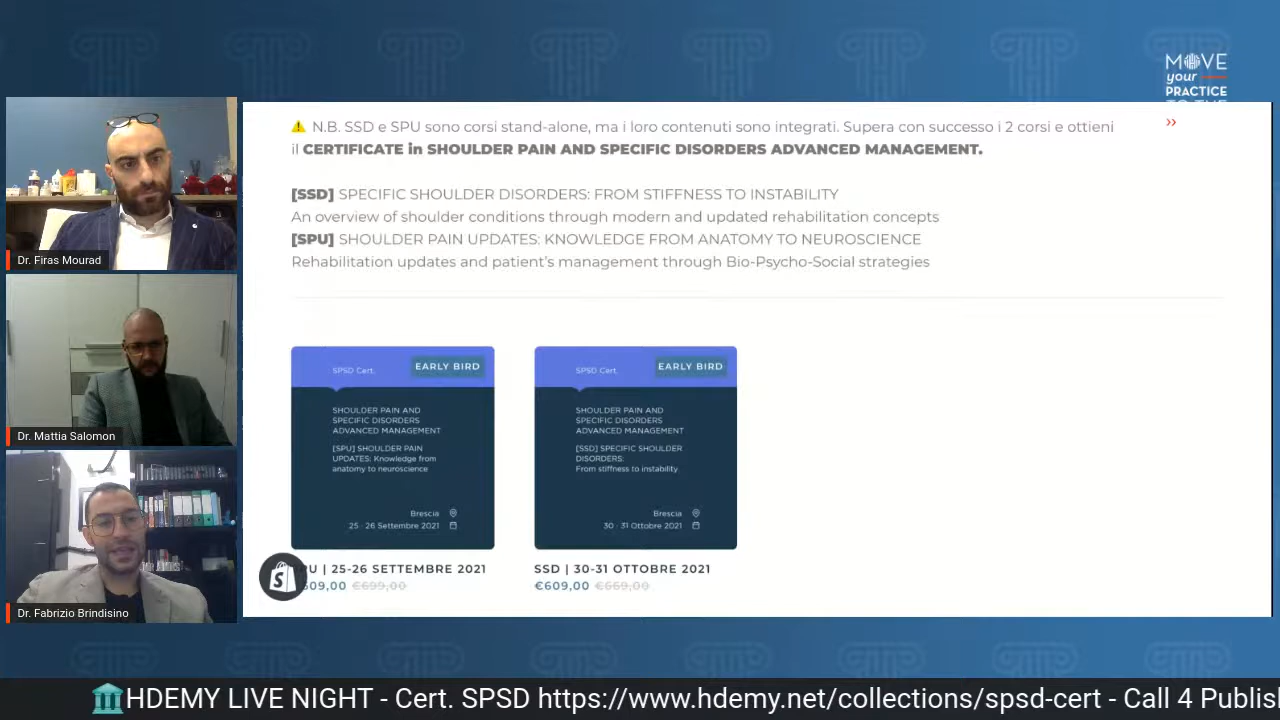 MOVE
your
PRACTICE
TO THE
››
Dr. Firas Mourad
Dr. Mattia Salomon
Dr. Fabrizio Brindisino
N.B. SSD e SPU sono corsi stand-alone, ma i loro contenuti sono integrati. Supera con successo i 2 corsi e ottieni
il CERTIFICATE in SHOULDER PAIN AND SPECIFIC DISORDERS ADVANCED MANAGEMENT.
[SSD] SPECIFIC SHOULDER DISORDERS: FROM STIFFNESS TO INSTABILITY
An overview of shoulder conditions through modern and updated rehabilitation concepts
[SPU] SHOULDER PAIN UPDATES: KNOWLEDGE FROM ANATOMY TO NEUROSCIENCE
Rehabilitation updates and patient’s management through Bio-Psycho-Social strategies
SPSD Cert.
EARLY BIRD
SHOULDER PAIN AND
SPECIFIC DISORDERS
ADVANCED MANAGEMENT
[SPU] SHOULDER PAIN
UPDATES: Knowledge from
anatomy to neuroscience
Brescia
25 - 26 Settembre 2021
PU | 25-26 SETTEMBRE 2021
609,00 €699,00
SPSD Cert.
EARLY BIRD
SHOULDER PAIN AND
SPECIFIC DISORDERS
ADVANCED MANAGEMENT
[SSD] SPECIFIC SHOULDER
DISORDERS:
From stiffness to instability
Brescia
30 - 31 Ottobre 2021
SSD | 30-31 OTTOBRE 2021
€609,00 €669,00
HDEMY LIVE NIGHT - Cert. SPSD https://www.hdemy.net/collections/spsd-cert - Call 4 Publish